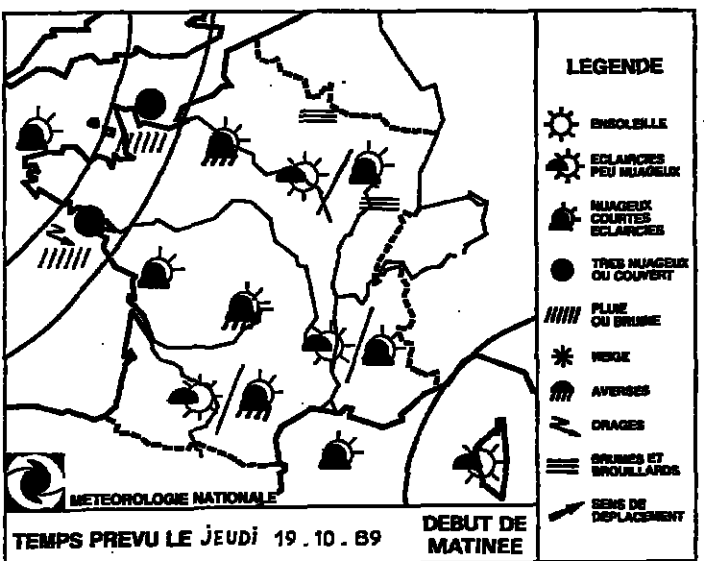 LÉGENDE
ENSOLEILLE
ECLAIRCIES
PEU NUAGEUX
NUAGEUX
COURTES
ECLAIRCIES
TRES NUAGEUX
OU COUVERT
PLUIE
OU BRUINE
NEIGE
AVERSES
ORAGES
BRUMES ET
BROUILLARDS
SENS DE
DEPLACEMENT
METEOROLOGIE NATIONALE
TEMPS PREVU LE JEUDI 19.10.89
DEBUT DE
MATINEE